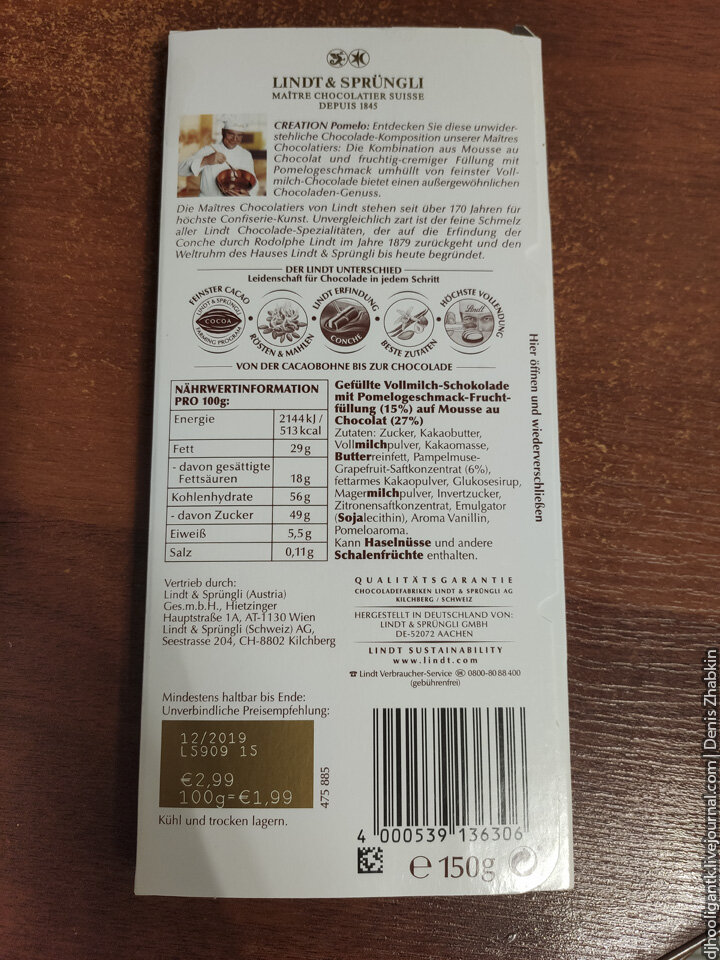 LINDT & SPRÜNGLI
MAÎTRE CHOCOLATIER SUISSE
DEPUIS 1845
CREATION Pomelo: Entdecken Sie diese unwider-
stehliche Chocolade-Komposition unserer Maîtres
Chocolatiers: Die Kombination aus Mousse au
Chocolat und fruchtig-cremiger Füllung mit
Pomelogeschmack umhüllt von feinster Voll-
milch-Chocolade bietet einen außergewöhnlichen
Chocoladen-Genuss.
Die Maîtres Chocolatiers von Lindt stehen seit über 170 Jahren für
höchste Confiserie-Kunst. Unvergleichlich zart ist der feine Schmelz
aller Lindt Chocolade-Spezialitäten, der auf die Erfindung der
Conche durch Rodolphe Lindt im Jahre 1879 zurückgeht und den
Weltruhm des Hauses Lindt & Sprüngli bis heute begründet.
DER LINDT UNTERSCHIED
Leidenschaft für Chocolade in jedem Schritt
FEINSTER CACAO
LINDT & SPRÜNGLI
COCOA
FARMING PROGRAM
RÖSTEN & MAHLEN
LINDT ERFINDUNG
CONCHE
BESTE ZUTATEN
HÖCHSTE VOLLENDUNG
Lindt
VON DER CACAOBOHNE BIS ZUR CHOCOLADE
Hier öffnen und wiederverschließen
NÄHRWERTINFORMATION
PRO 100g:
Energie 2144 kJ /
513 kcal
Fett 29 g
- davon gesättigte
Fettsäuren 18 g
Kohlenhydrate 56 g
- davon Zucker 49 g
Eiweiß 5,5 g
Salz 0,11 g
Gefüllte Vollmilch-Schokolade
mit Pomelogeschmack-Frucht-
füllung (15%) auf Mousse au
Chocolat (27%)
Zutaten: Zucker, Kakaobutter,
Vollmilchpulver, Kakaomasse,
Butterreinfett, Pampelmuse-
Grapefruit-Saftkonzentrat (6%),
fettarmes Kakaopulver, Glukosesirup,
Magermilchpulver, Invertzucker,
Zitronensaftkonzentrat, Emulgator
(Sojalecithin), Aroma Vanillin,
Pomeloaroma.
Kann Haselnüsse und andere
Schalenfrüchte enthalten.
Vertrieb durch:
Lindt & Sprüngli (Austria)
Ges.m.b.H., Hietzinger
Hauptstraße 1A, AT-1130 Wien
Lindt & Sprüngli (Schweiz) AG,
Seestrasse 204, CH-8802 Kilchberg
QUALITÄTSGARANTIE
CHOCOLADEFABRIKEN LINDT & SPRÜNGLI AG
KILCHBERG / SCHWEIZ
HERGESTELLT IN DEUTSCHLAND VON:
LINDT & SPRÜNGLI GMBH
DE-52072 AACHEN
LINDT SUSTAINABILITY
www.lindt.com
☎ Lindt Verbraucher-Service 0800-80 88 400
(gebührenfrei)
Mindestens haltbar bis Ende:
Unverbindliche Preisempfehlung:
12/2019
L5909 15
€2,99
100g=€1,99
475 885
Kühl und trocken lagern.
4 000539 136306
℮ 150g
djhooligantk.livejournal.com | Denis Zhabkin